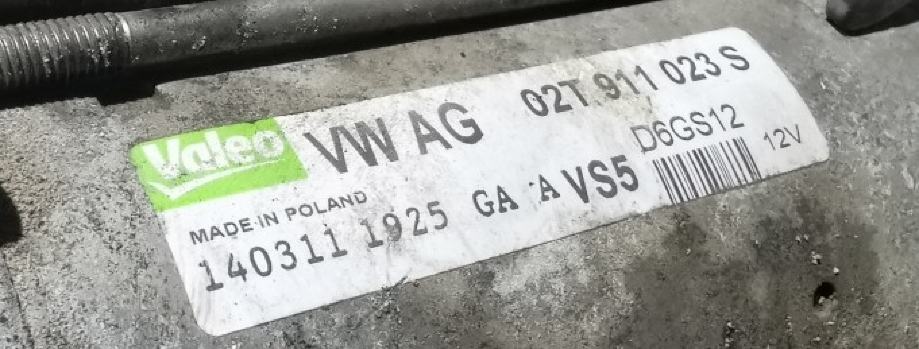 Valeo VW AG 02T 911 023 S
D6GS12 12V
MADE IN POLAND
140311 1925 GA A VS5